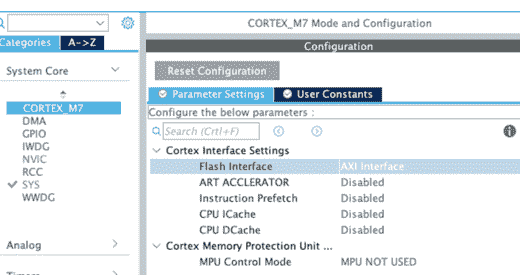 CORTEX_M7 Mode and Configuration
Categories
A->Z
Configuration
System Core
Reset Configuration
CORTEX_M7
DMA
GPIO
IWDG
NVIC
RCC
SYS
WWDG
Parameter Settings
User Constants
Configure the below parameters :
Search (Crtl+F)
Cortex Interface Settings
Flash Interface AXI Interface
ART ACCLERATOR Disabled
Instruction Prefetch Disabled
CPU ICache Disabled
CPU DCache Disabled
Cortex Memory Protection Unit ...
MPU Control Mode MPU NOT USED
Analog
Timers